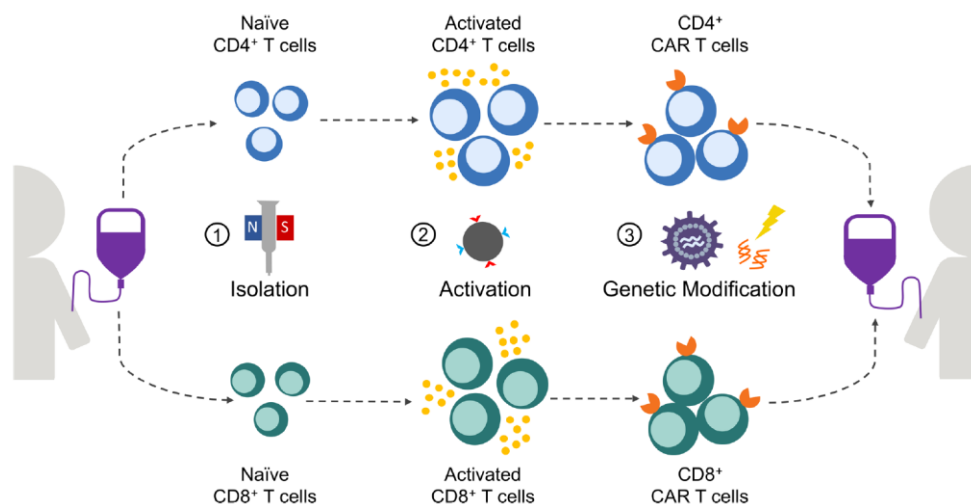 Naïve
CD4⁺ T cells
Activated
CD4⁺ T cells
CD4⁺
CAR T cells
N S
1
2
3
Isolation
Activation
Genetic Modification
Naïve
CD8⁺ T cells
Activated
CD8⁺ T cells
CD8⁺
CAR T cells